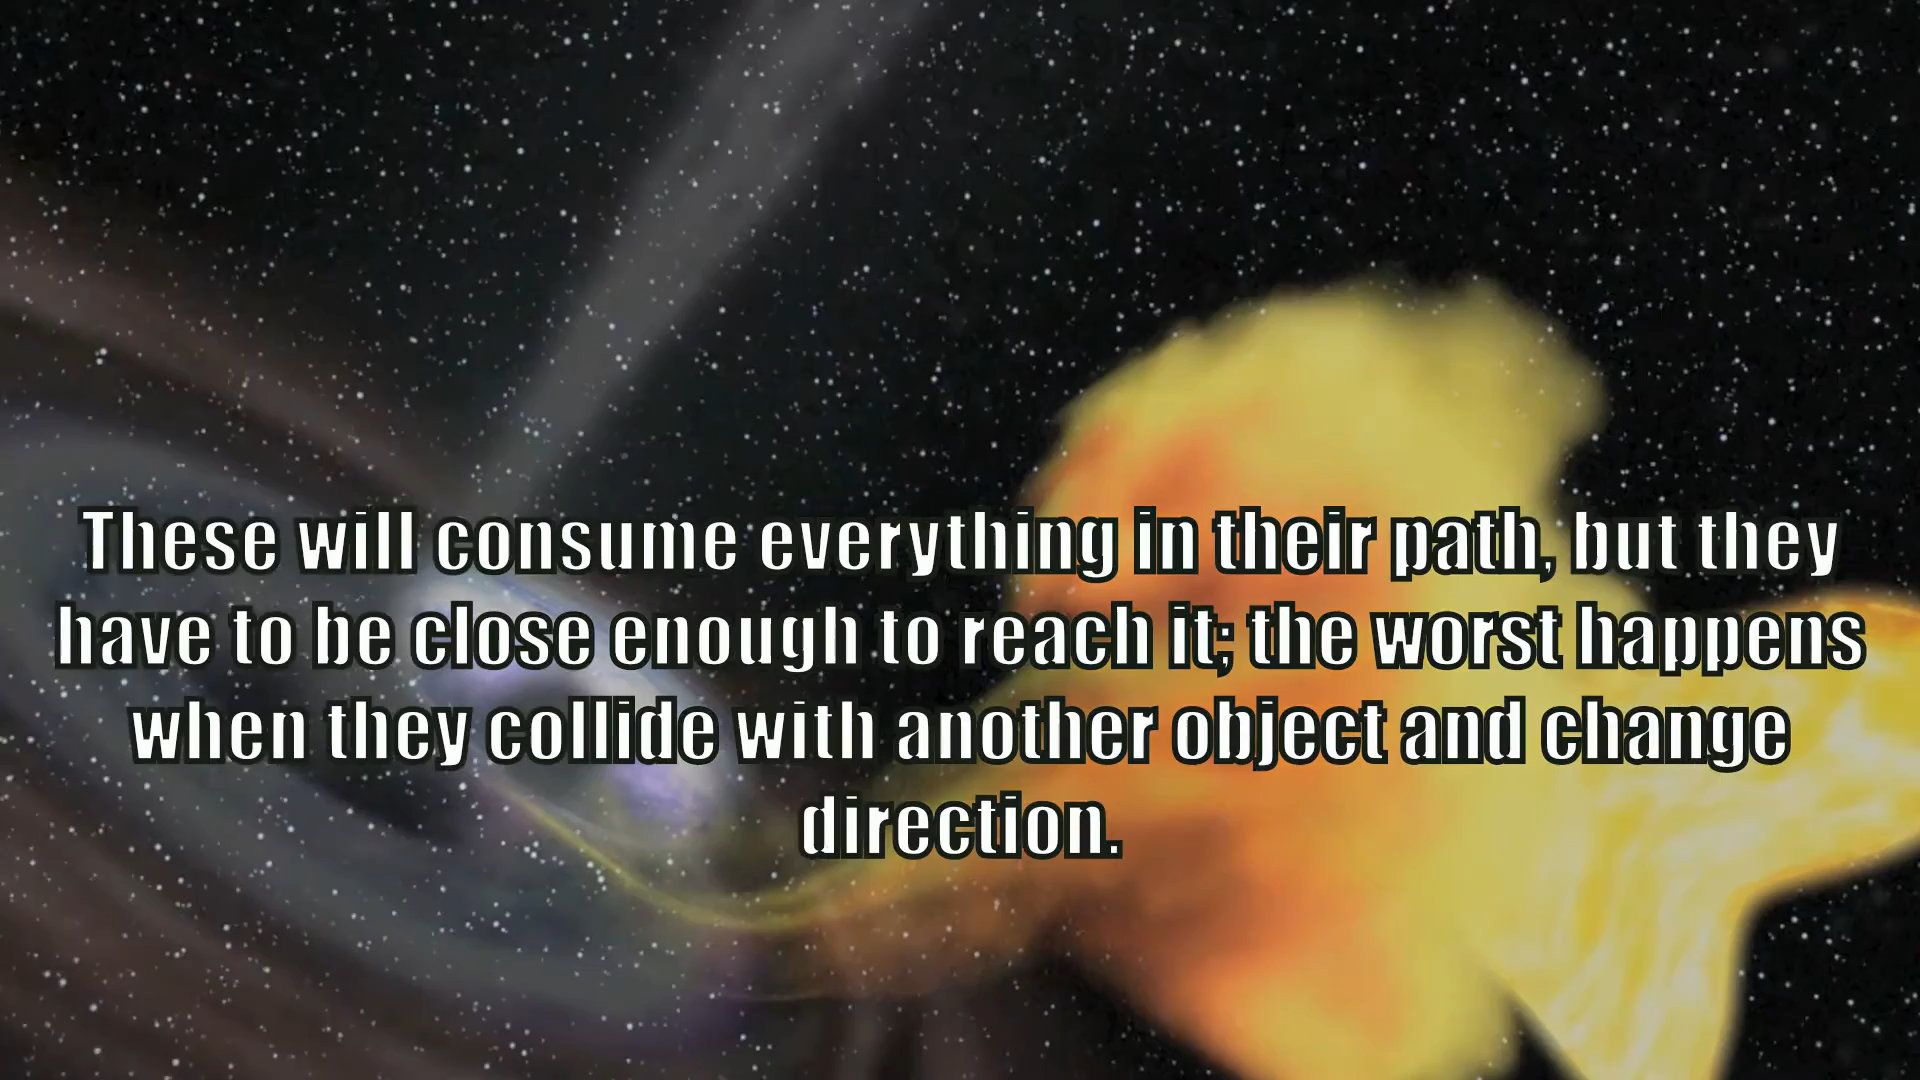 These will consume everything in their path, but they
have to be close enough to reach it; the worst happens
when they collide with another object and change
direction.